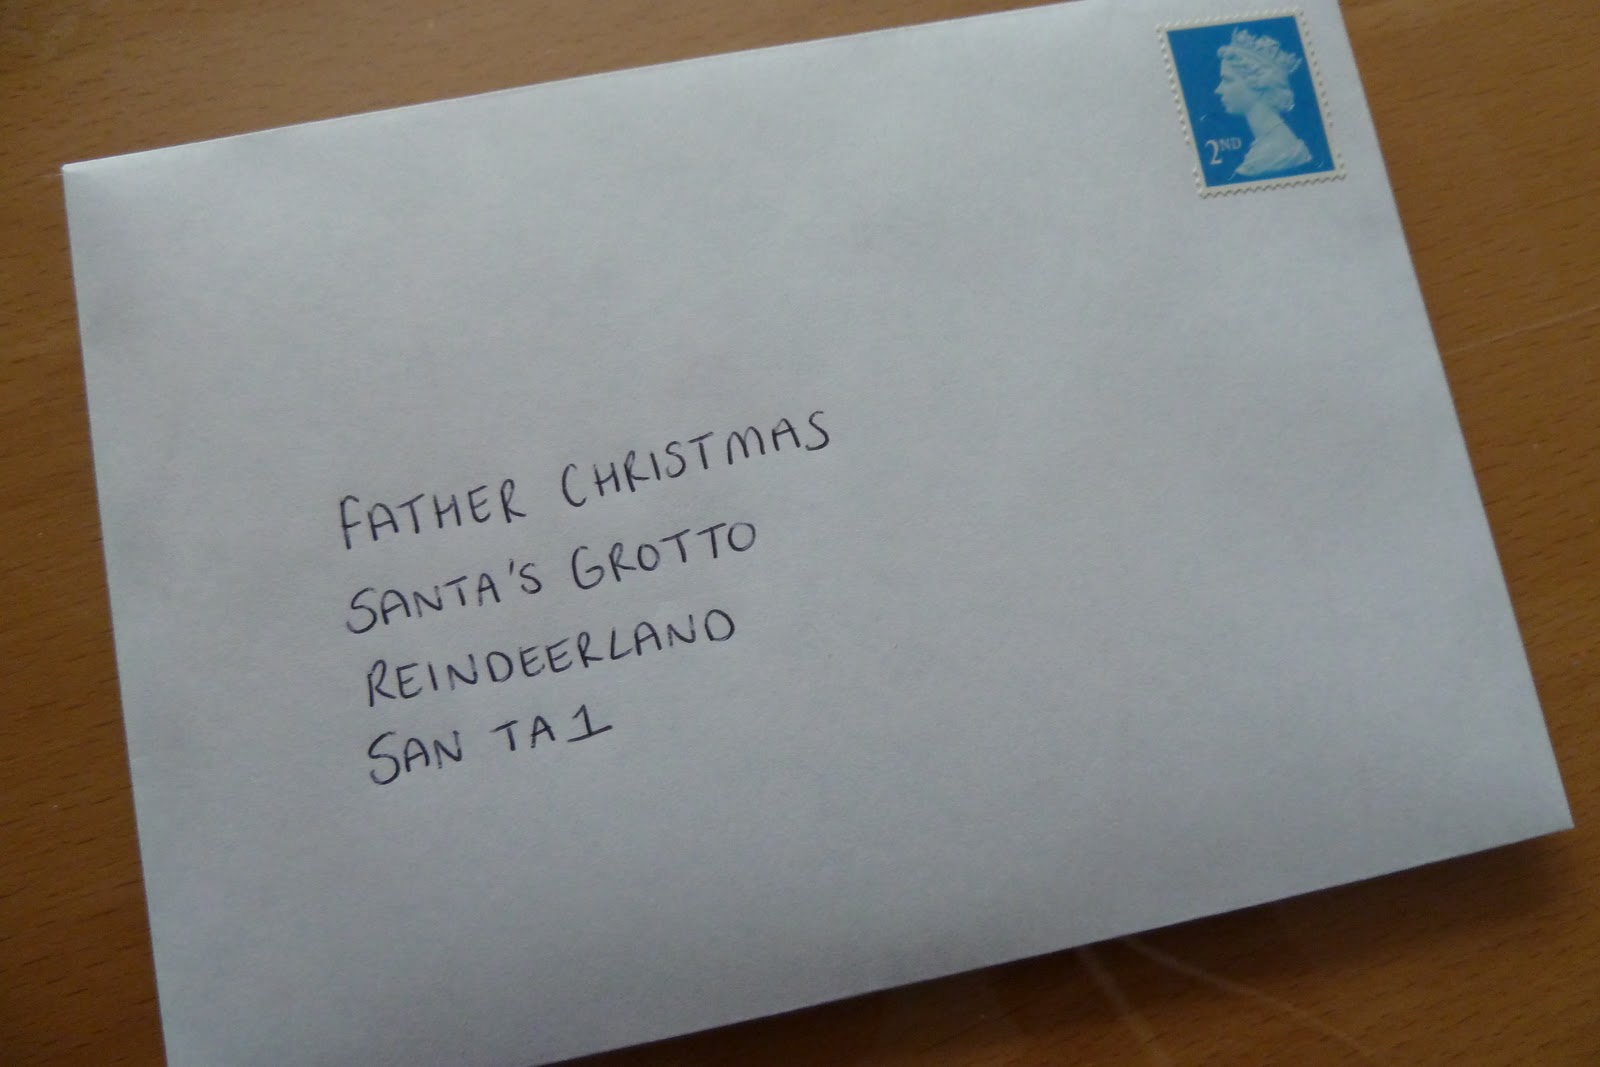 2ND
FATHER CHRISTMAS
SANTA'S GROTTO
REINDEERLAND
SAN TA1